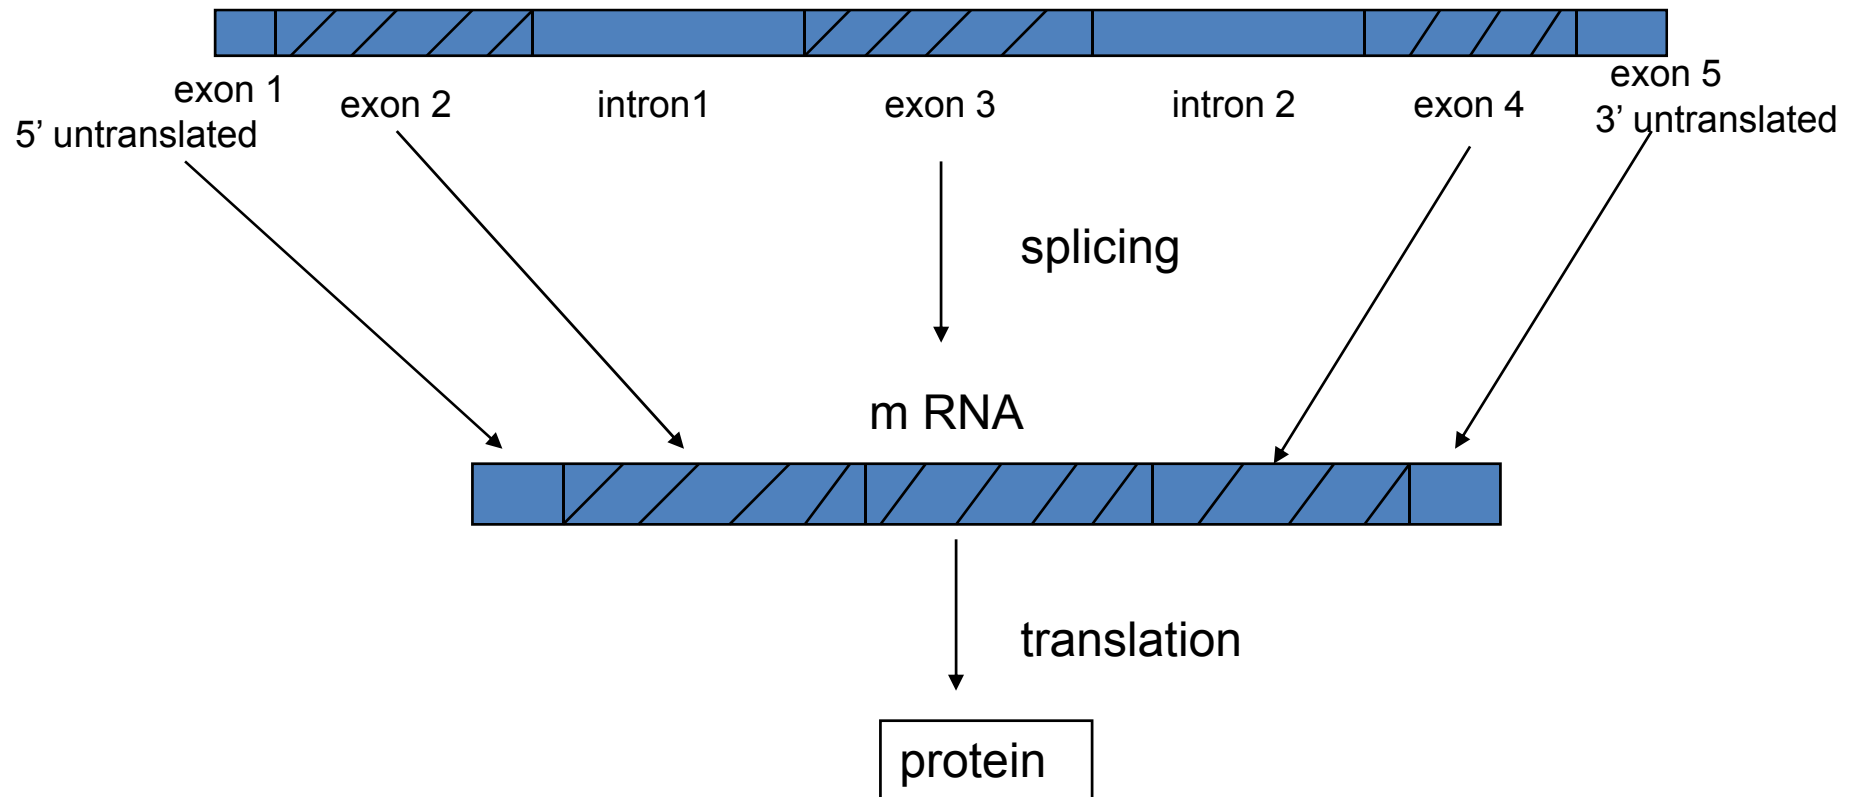 exon 1
5’ untranslated
exon 2
intron1
exon 3
intron 2
exon 4
exon 5
3’ untranslated
splicing
m RNA
translation
protein